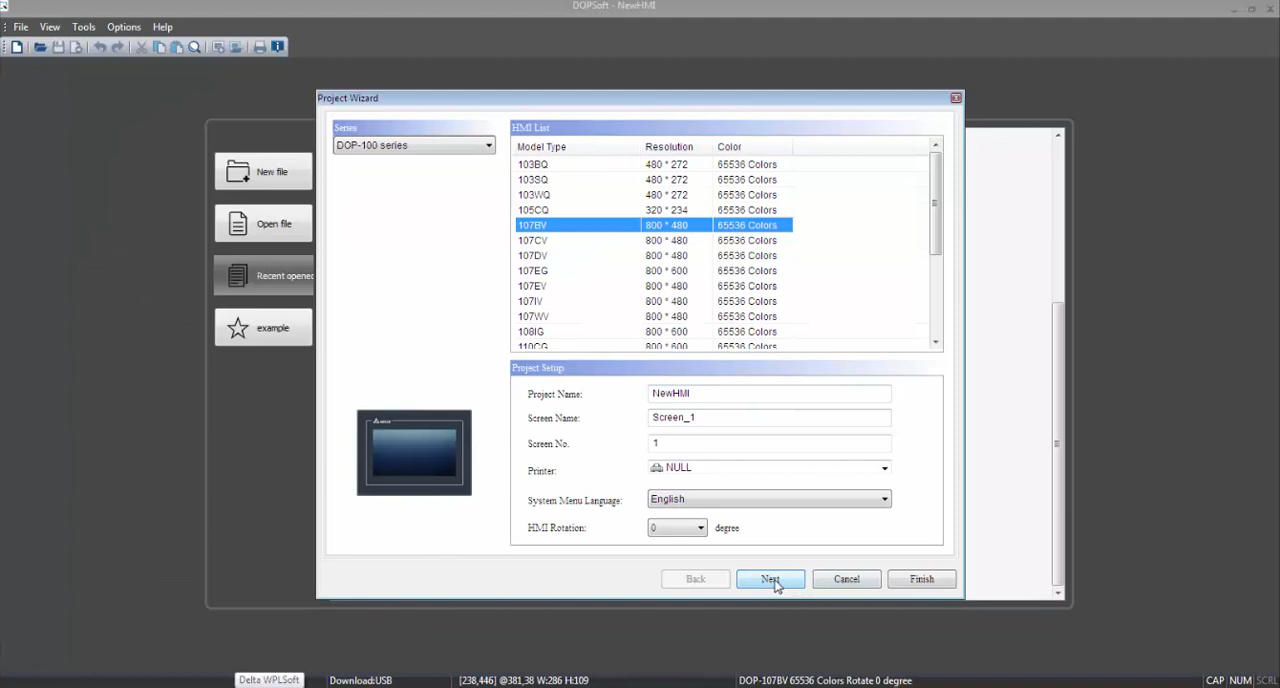 DOPSoft - NewHMI
File View Tools Options Help
Project Wizard
Series
DOP-100 series
HMI List
Model Type Resolution Color
103BQ 480 * 272 65536 Colors
103SQ 480 * 272 65536 Colors
103WQ 480 * 272 65536 Colors
105CQ 320 * 234 65536 Colors
107BV 800 * 480 65536 Colors
107CV 800 * 480 65536 Colors
107DV 800 * 480 65536 Colors
107EG 800 * 600 65536 Colors
107EV 800 * 480 65536 Colors
107IV 800 * 480 65536 Colors
107WV 800 * 480 65536 Colors
108IG 800 * 600 65536 Colors
110CG 800 * 600 65536 Colors
New file
Open file
Recent opened
example
Project Setup
Project Name: NewHMI
Screen Name: Screen_1
Screen No. 1
Printer: NULL
System Menu Language: English
HMI Rotation: 0 degree
Back Next Cancel Finish
Delta WPLSoft
Download:USB
[238,446] @381,38 W:286 H:109
DOP-107BV 65536 Colors Rotate 0 degree
CAP NUM SCRL